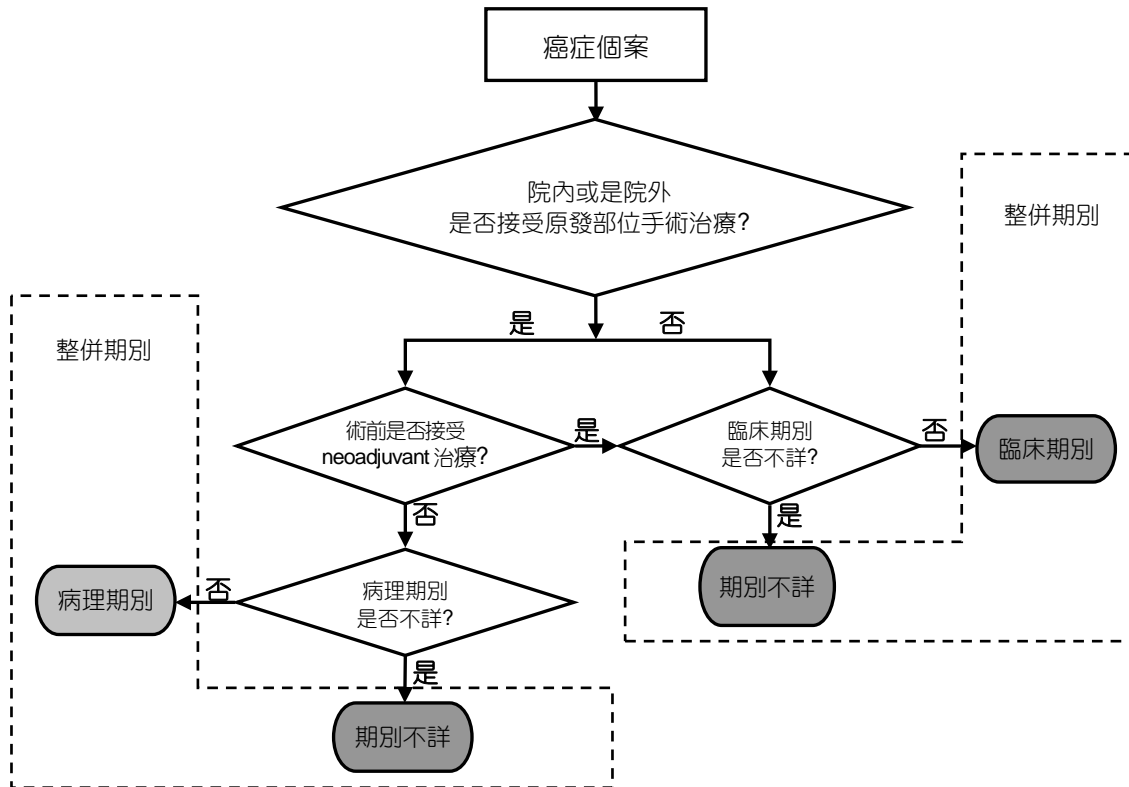 癌症個案
院內或是院外
是否接受原發部位手術治療?
整併期別
是
否
整併期別
術前是否接受
neoadjuvant 治療?
是
臨床期別
是否不詳?
否
臨床期別
否
是
病理期別
否
病理期別
是否不詳?
期別不詳
是
期別不詳